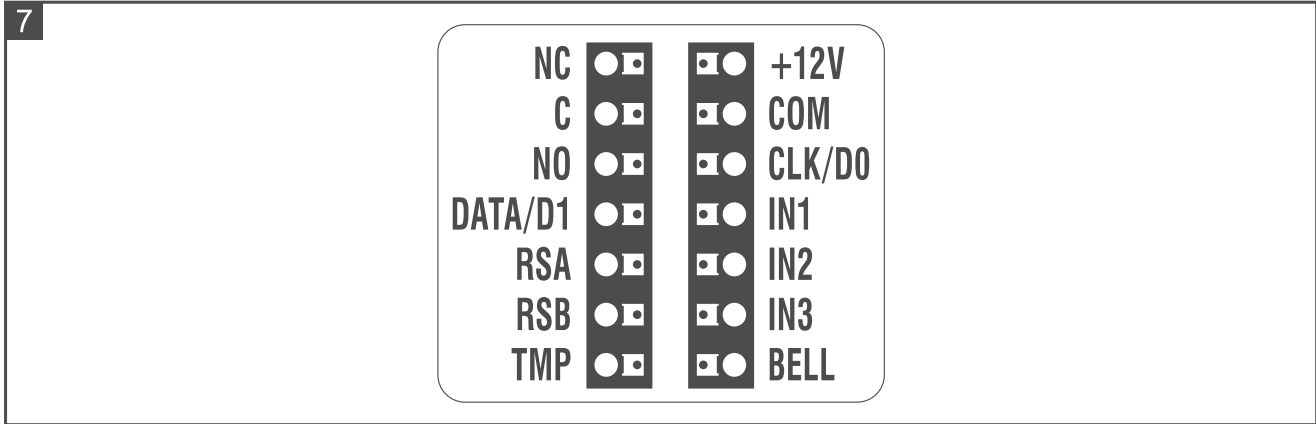 7
NC +12V
C COM
NO CLK/D0
DATA/D1 IN1
RSA IN2
RSB IN3
TMP BELL